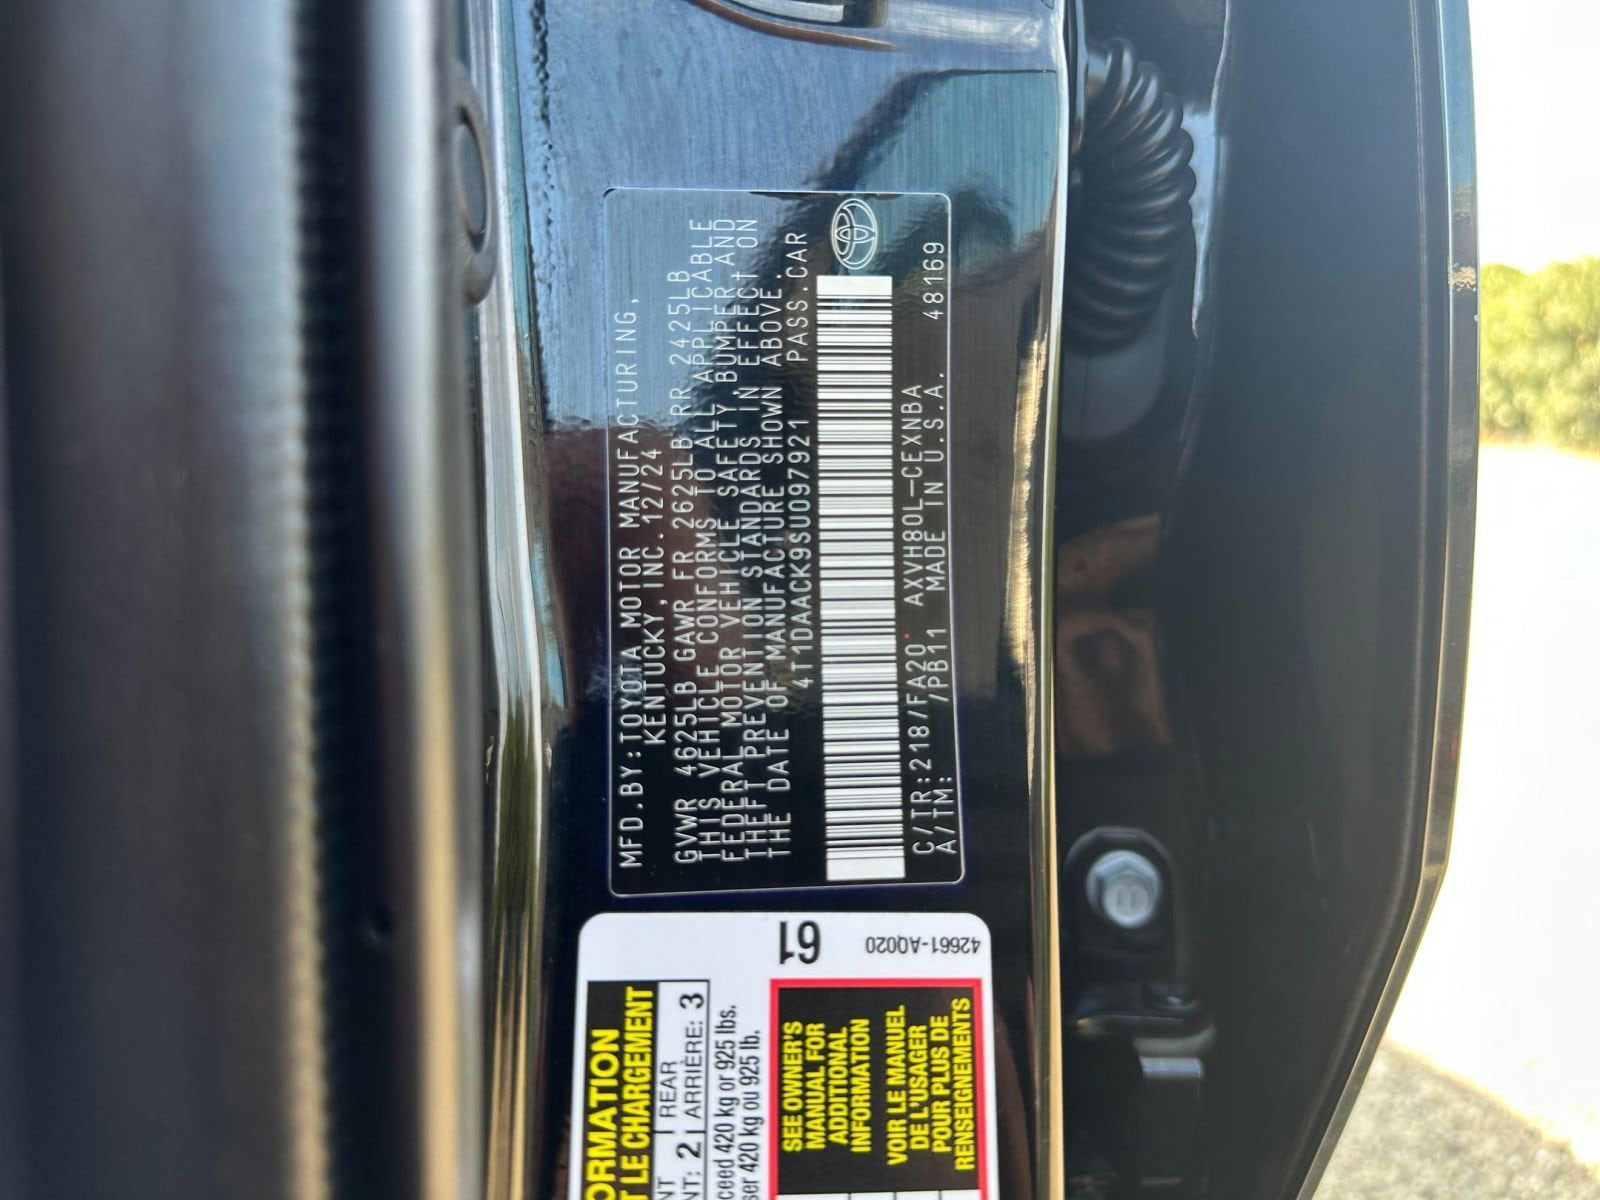 MFD.BY:TOYOTA MOTOR MANUFACTURING,
KENTUCKY,INC. 12/24
GVWR 4625LB GAWR FR 2625LB RR 2425LB
THIS VEHICLE CONFORMS TO ALL APPLICABLE
FEDERAL MOTOR VEHICLE SAFETY,BUMPER,AND
THEFT PREVENTION STANDARDS IN EFFECT ON
THE DATE OF MANUFACTURE SHOWN ABOVE.
4T1DAACK9SU097921 PASS.CAR
C/TR:218/FA20 AXVH80L-CEXNBA
A/TM: /PB11 MADE IN U.S.A. 48169
61
42661-AQ020
ORMATION
T LE CHARGEMENT
NT 2 REAR 3
NT: ARRIÈRE:
ceed 420 kg or 925 lbs.
ser 420 kg ou 925 lb.
SEE OWNER'S
MANUAL FOR
ADDITIONAL
INFORMATION
VOIR LE MANUEL
DE L'USAGER
POUR PLUS DE
RENSEIGNEMENTS